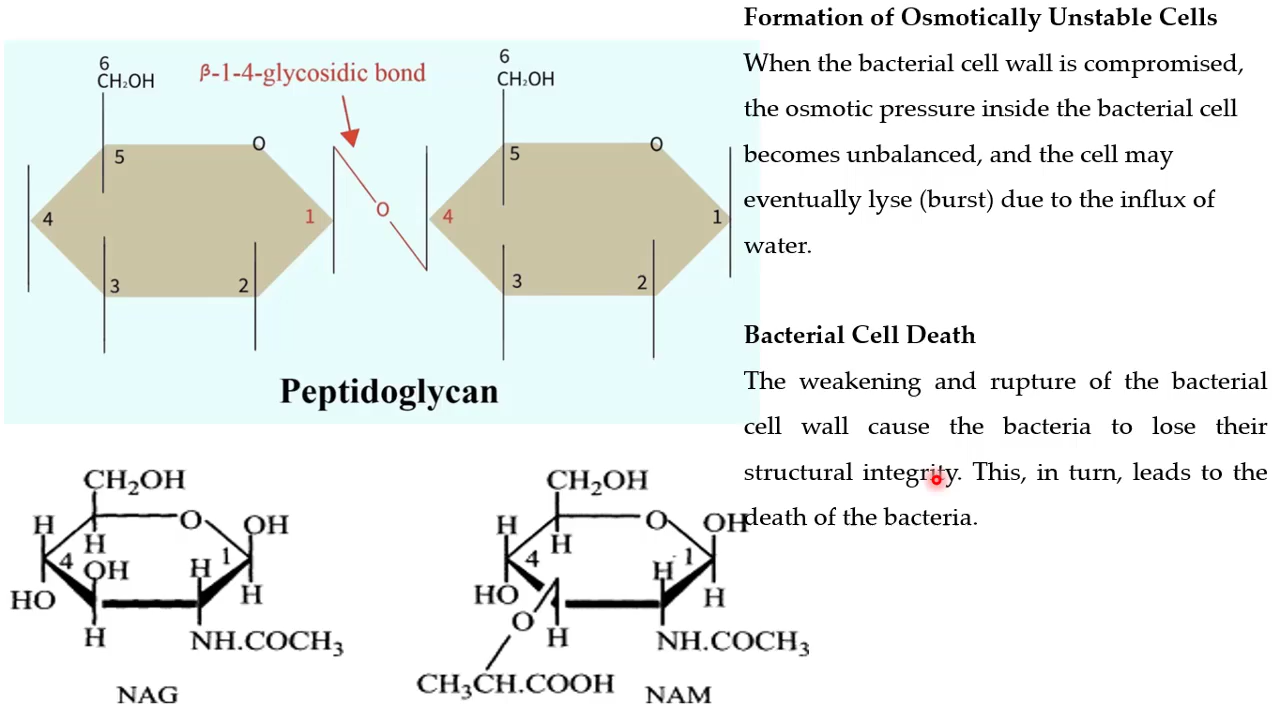 Formation of Osmotically Unstable Cells
When the bacterial cell wall is compromised,
the osmotic pressure inside the bacterial cell
becomes unbalanced, and the cell may
eventually lyse (burst) due to the influx of
water.
Bacterial Cell Death
The weakening and rupture of the bacterial
cell wall cause the bacteria to lose their
structural integrity. This, in turn, leads to the
death of the bacteria.
6
CH₂OH
β-1-4-glycosidic bond
6
CH₂OH
5
O
5
O
4
1
O
4
1
3
2
3
2
Peptidoglycan
CH₂OH
H
O
OH
H
4
1
OH
H
HO
H
H
NH.COCH₃
NAG
CH₂OH
H
O
OH
H
4
1
H
HO
H
O
H
NH.COCH₃
CH₃CH.COOH
NAM